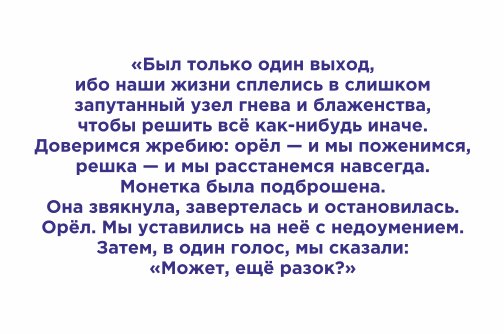 «Был только один выход,
ибо наши жизни сплелись в слишком
запутанный узел гнева и блаженства,
чтобы решить всё как-нибудь иначе.
Доверимся жребию: орёл — и мы поженимся,
решка — и мы расстанемся навсегда.
Монетка была подброшена.
Она звякнула, завертелась и остановилась.
Орёл. Мы уставились на неё с недоумением.
Затем, в один голос, мы сказали:
«Может, ещё разок?»